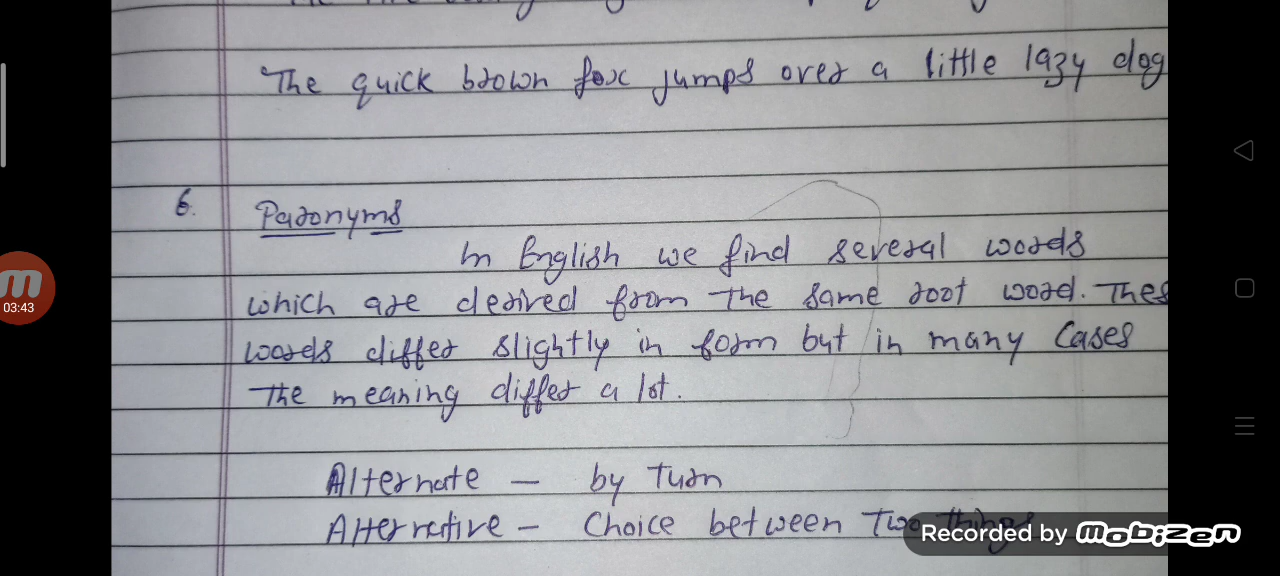 The quick brown fox jumps over a little lazy dog
6. Paronyms
In English we find several words
which are derived from the same root word. Thes
words differ slightly in form but in many Cases
The meaning differ a lot.
Alternate — by Turn
Alternative — Choice between Two things
Recorded by mobizen
m
03:43